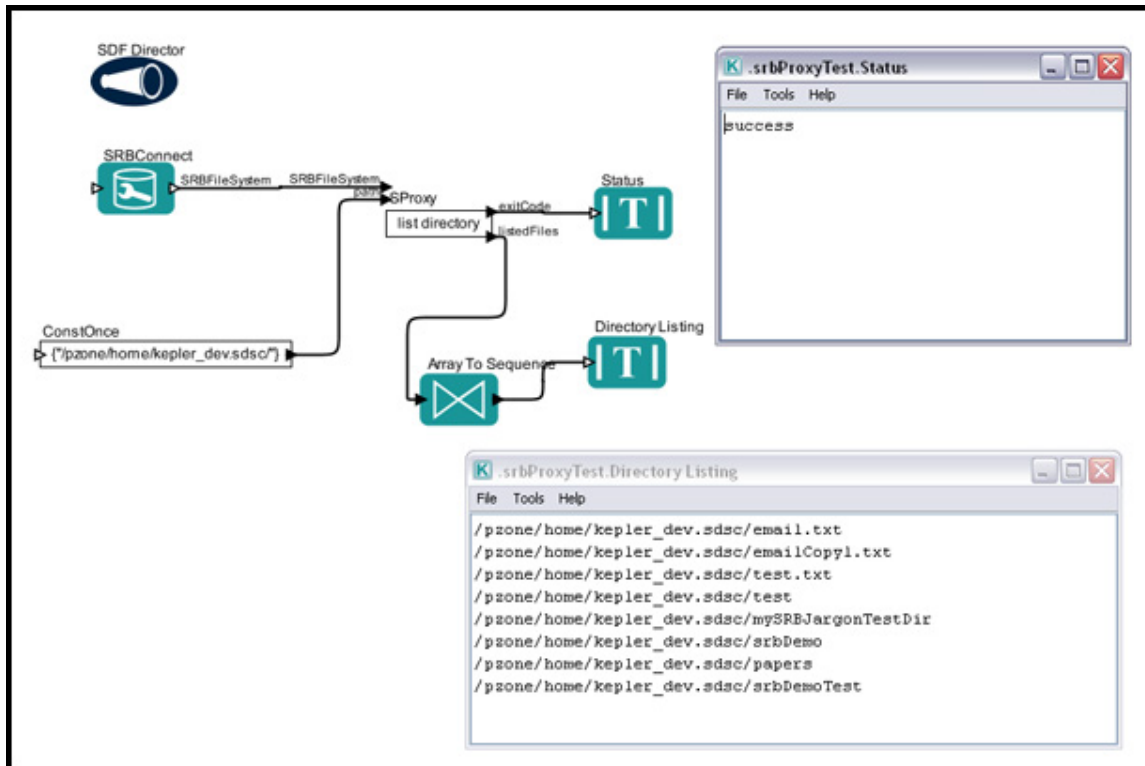 SDF Director
SRBConnect
SRBFileSystem
SRBFileSystem
path
SProxy
list directory
exitCode
listedFiles
Status
T
ConstOnce
{"/pzone/home/kepler_dev.sdsc/"}
Array To Sequence
Directory Listing
T
K .srbProxyTest.Status
File Tools Help
success
K .srbProxyTest.Directory Listing
File Tools Help
/pzone/home/kepler_dev.sdsc/email.txt
/pzone/home/kepler_dev.sdsc/emailCopy1.txt
/pzone/home/kepler_dev.sdsc/test.txt
/pzone/home/kepler_dev.sdsc/test
/pzone/home/kepler_dev.sdsc/mySRBJargonTestDir
/pzone/home/kepler_dev.sdsc/srbDemo
/pzone/home/kepler_dev.sdsc/papers
/pzone/home/kepler_dev.sdsc/srbDemoTest